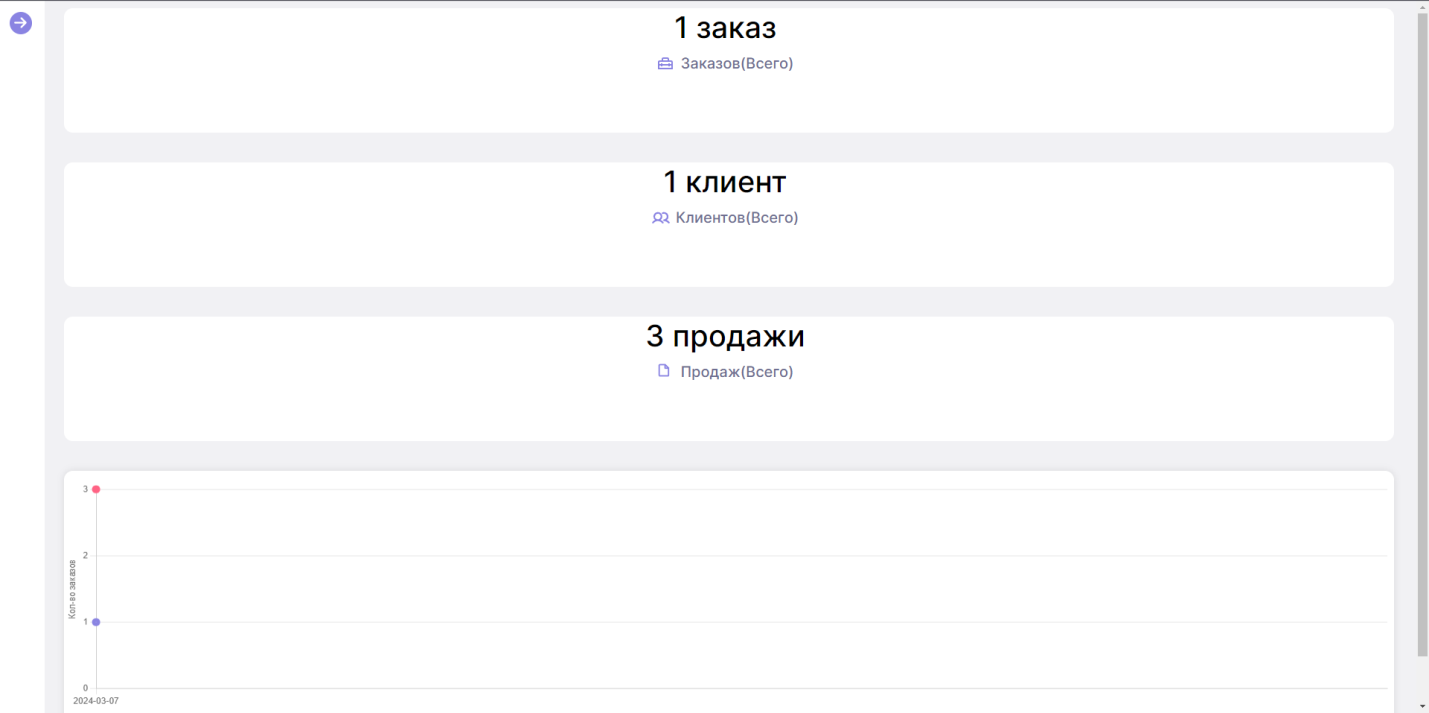 1 заказ
Заказов(Всего)
1 клиент
Клиентов(Всего)
3 продажи
Продаж(Всего)
3
2
Кол-во заказов
1
0
2024-03-07